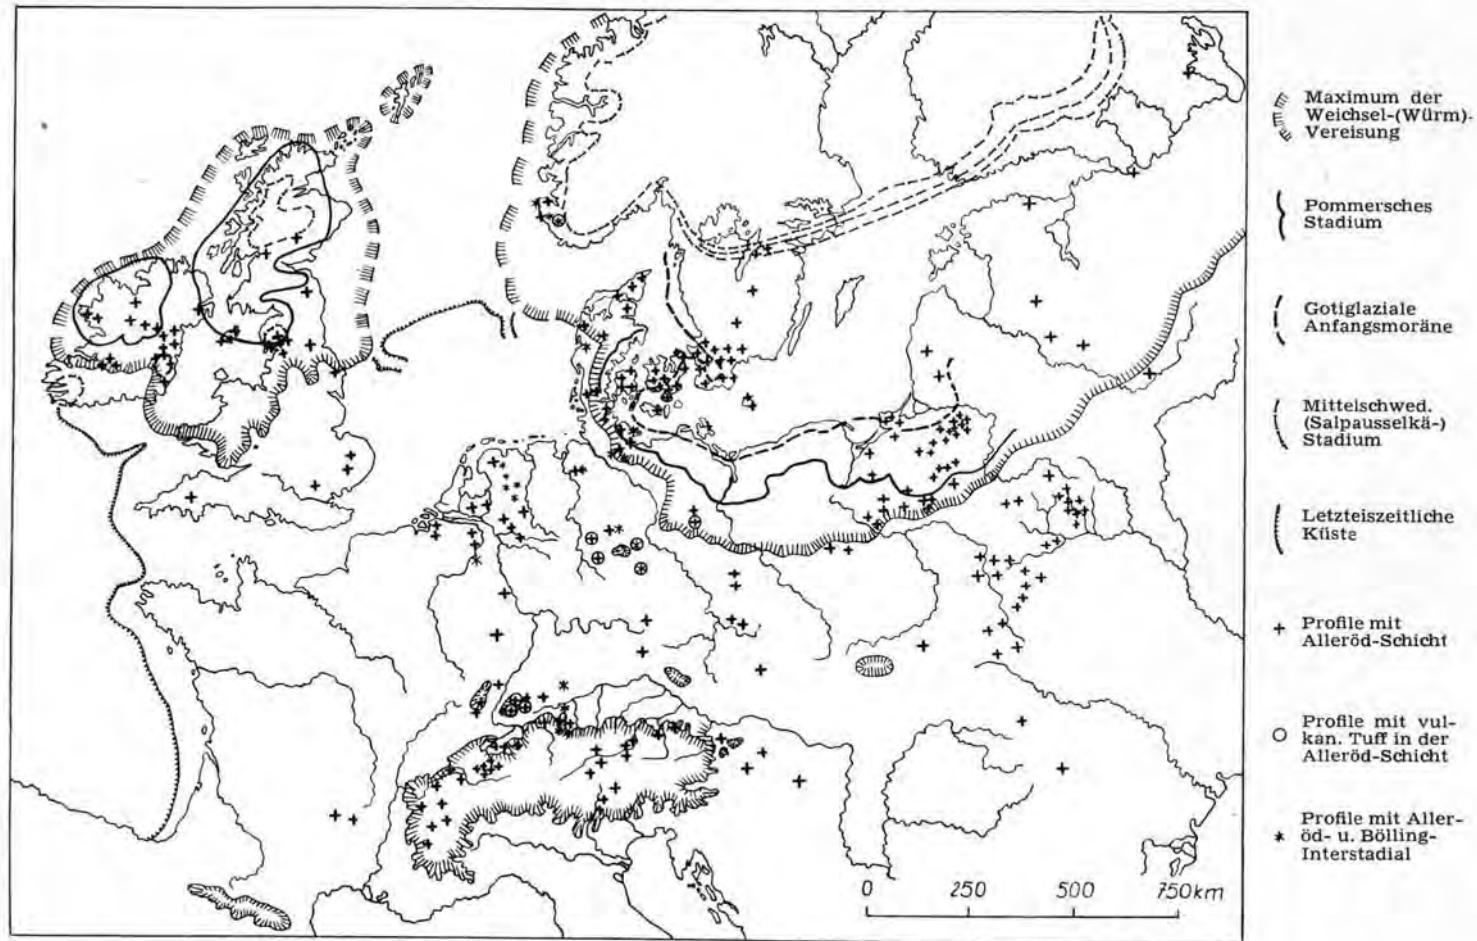 Maximum der
Weichsel-(Würm)-
Vereisung
Pommersches
Stadium
Gotiglaziale
Anfangsmoräne
Mittelschwed.
(Salpausselkä-)
Stadium
Letzteiszeitliche
Küste
Profile mit
Alleröd-Schicht
Profile mit vul-
kan. Tuff in der
Alleröd-Schicht
Profile mit Aller-
öd- u. Bölling-
Interstadial
0 250 500 750km